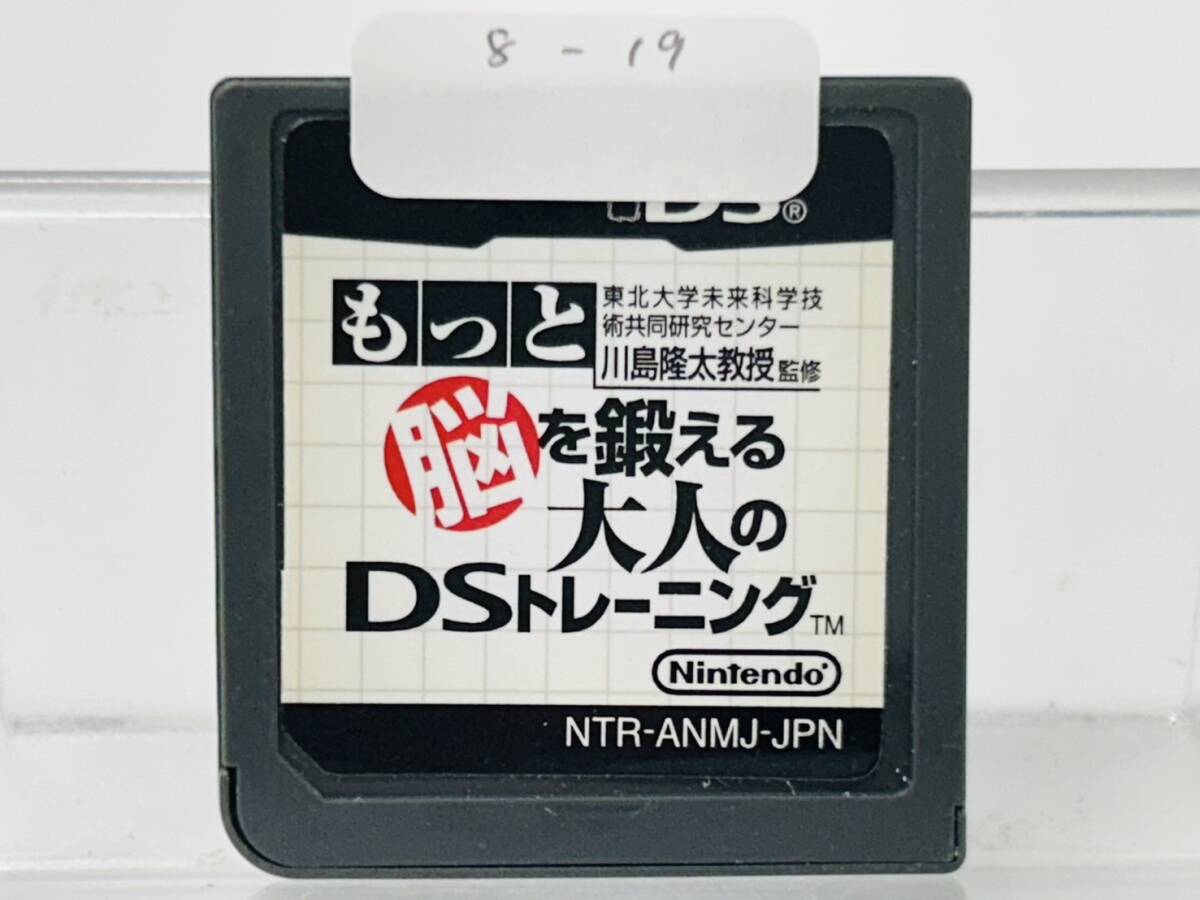 8 - 19
DS®
もっと
東北大学未来科学技
術共同研究センター
川島隆太教授監修
脳を鍛える
大人の
DSトレーニング™
Nintendo
NTR-ANMJ-JPN